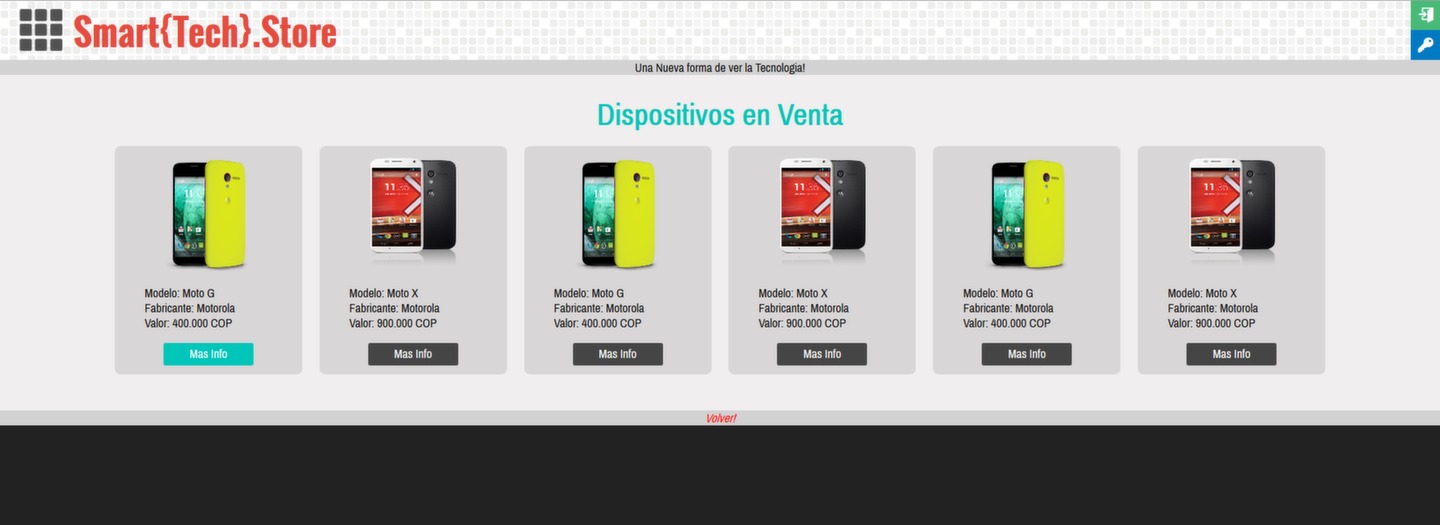 Smart{Tech}.Store
Una Nueva forma de ver la Tecnologia!
Dispositivos en Venta
Modelo: Moto G
Fabricante: Motorola
Valor: 400.000 COP
Mas Info
Modelo: Moto X
Fabricante: Motorola
Valor: 900.000 COP
Mas Info
Modelo: Moto G
Fabricante: Motorola
Valor: 400.000 COP
Mas Info
Modelo: Moto X
Fabricante: Motorola
Valor: 900.000 COP
Mas Info
Modelo: Moto G
Fabricante: Motorola
Valor: 400.000 COP
Mas Info
Modelo: Moto X
Fabricante: Motorola
Valor: 900.000 COP
Mas Info
Volver!